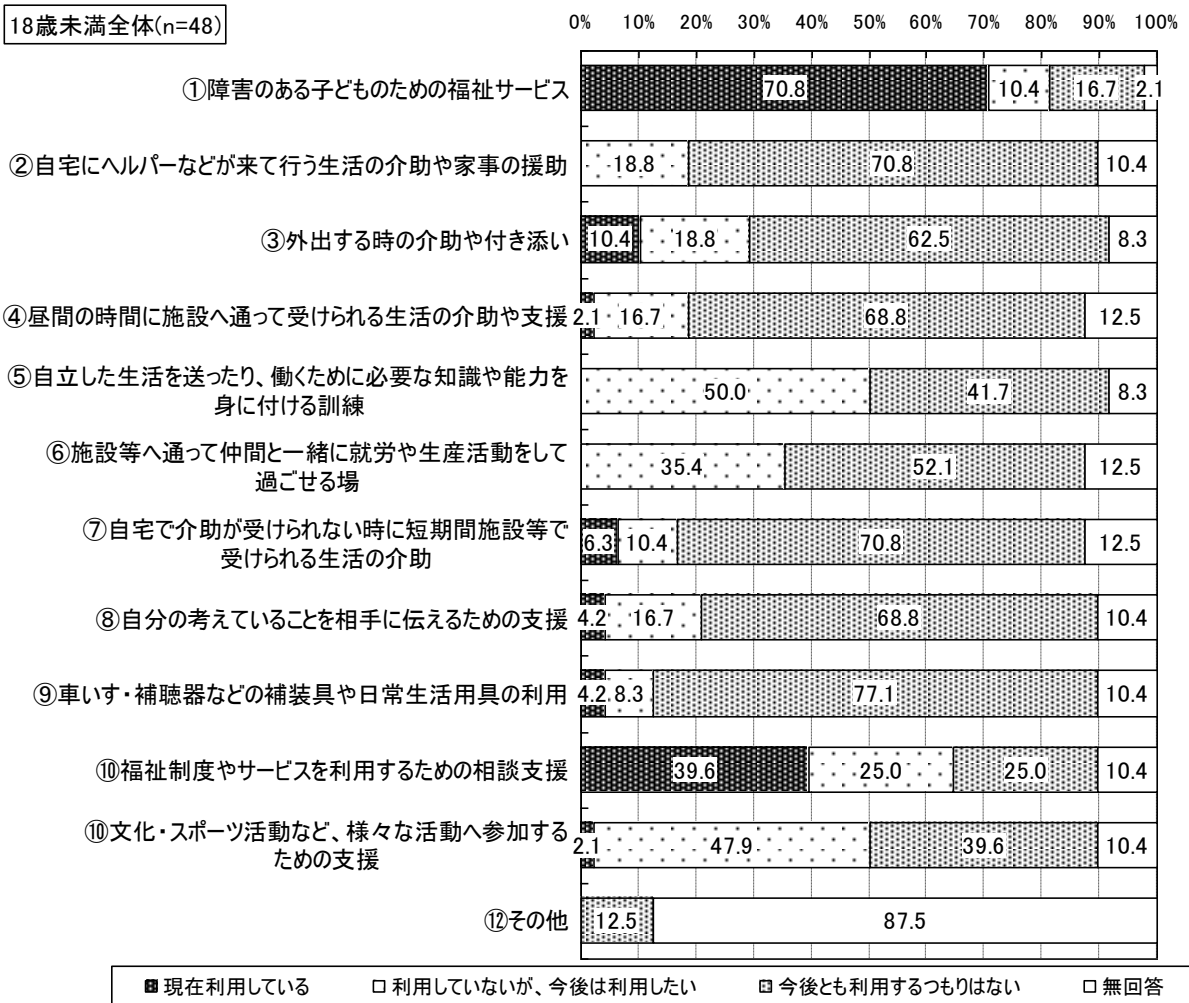 18歳未満全体(n=48)
0% 10% 20% 30% 40% 50% 60% 70% 80% 90% 100%
①障害のある子どものための福祉サービス 70.8 10.4 16.7 2.1
②自宅にヘルパーなどが来て行う生活の介助や家事の援助 18.8 70.8 10.4
③外出する時の介助や付き添い 10.4 18.8 62.5 8.3
④昼間の時間に施設へ通って受けられる生活の介助や支援 2.1 16.7 68.8 12.5
⑤自立した生活を送ったり、働くために必要な知識や能力を
身に付ける訓練 50.0 41.7 8.3
⑥施設等へ通って仲間と一緒に就労や生産活動をして
過ごせる場 35.4 52.1 12.5
⑦自宅で介助が受けられない時に短期間施設等で
受けられる生活の介助 6.3 10.4 70.8 12.5
⑧自分の考えていることを相手に伝えるための支援 4.2 16.7 68.8 10.4
⑨車いす・補聴器などの補装具や日常生活用具の利用 4.2 8.3 77.1 10.4
⑩福祉制度やサービスを利用するための相談支援 39.6 25.0 25.0 10.4
⑩文化・スポーツ活動など、様々な活動へ参加する
ための支援 2.1 47.9 39.6 10.4
⑫その他 12.5 87.5
現在利用している 利用していないが、今後は利用したい 今後とも利用するつもりはない 無回答